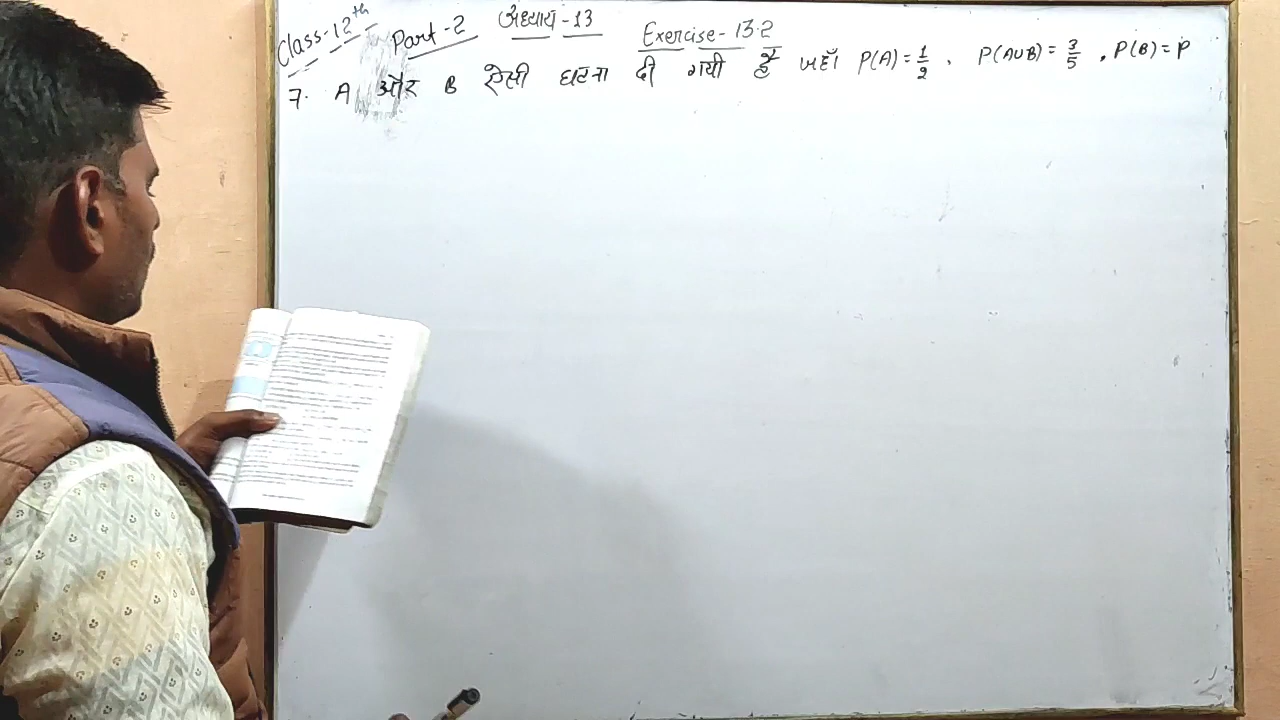 Class-12th Part-2 अध्याय-13 Exercise-13.2
7. A और B ऐसी घटना दी गयी है जहाँ P(A)=1/2, P(A∪B)=3/5, P(B)=p